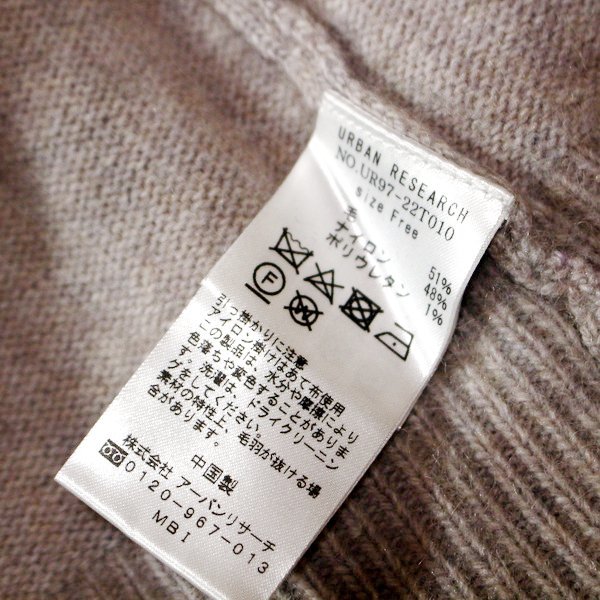 URBAN RESEARCH
NO.UR97-22T010
size Free
毛 51%
ナイロン 48%
ポリウレタン 1%
F W
引っ掛かりに注意
アイロン掛けはあて布使用
この製品は、水分や摩擦により
色落ちや変色することがありま
す。洗濯は、ドライクリーニン
グをしてください。
素材の特性上、毛羽が抜ける場
合があります。
中国製
株式会社 アーバンリサーチ
0120-967-013
MBI